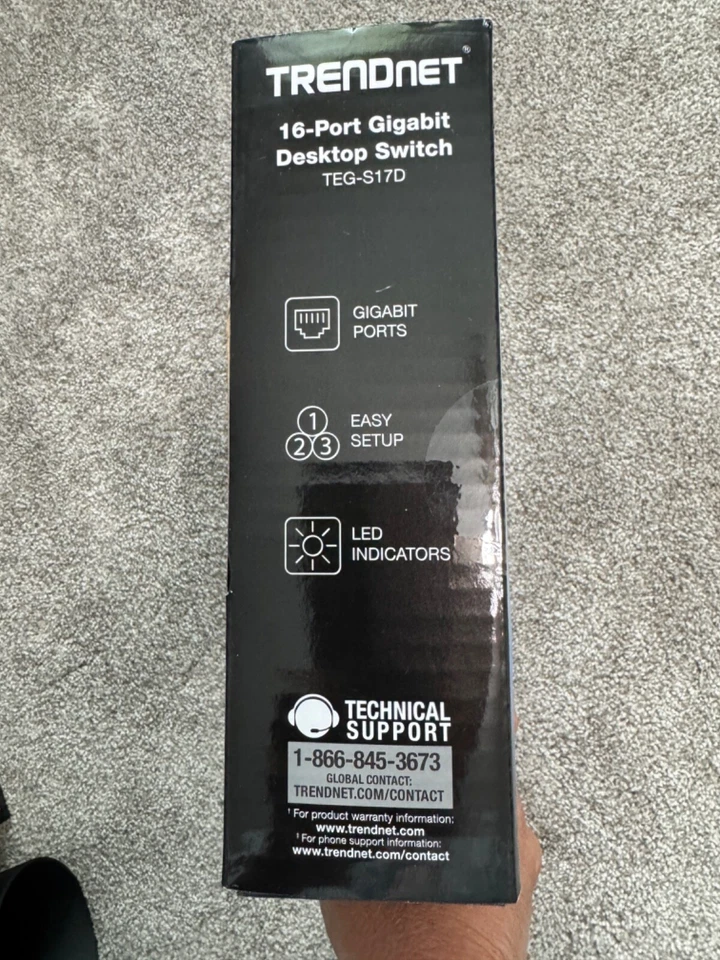 TRENDNET®
16-Port Gigabit
Desktop Switch
TEG-S17D
GIGABIT
PORTS
1
2 3
EASY
SETUP
LED
INDICATORS
TECHNICAL
SUPPORT
1-866-845-3673
GLOBAL CONTACT:
TRENDNET.COM/CONTACT
¹ For product warranty information:
www.trendnet.com
¹ For phone support information:
www.trendnet.com/contact